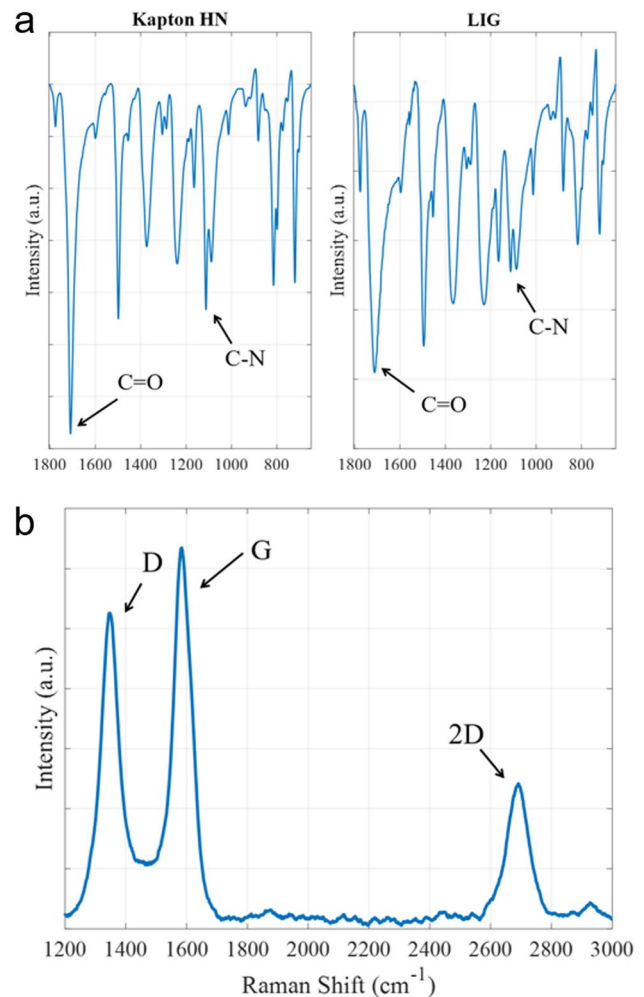 a
Kapton HN
LIG
Intensity (a.u.)
C=O
C-N
1800 1600 1400 1200 1000 800
Intensity (a.u.)
C=O
C-N
1800 1600 1400 1200 1000 800
b
D
G
2D
Intensity (a.u.)
1200 1400 1600 1800 2000 2200 2400 2600 2800 3000
Raman Shift (cm⁻¹)